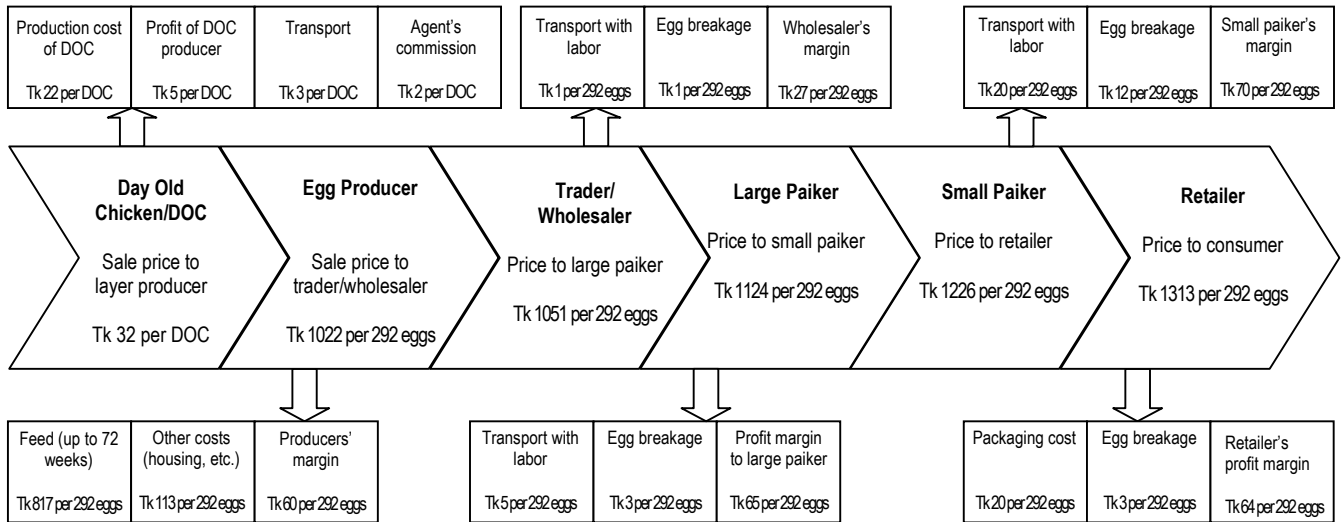 Production cost
of DOC
Tk 22 per DOC
Profit of DOC
producer
Tk 5 per DOC
Transport
Tk 3 per DOC
Agent's
commission
Tk 2 per DOC
Transport with
labor
Tk 1 per 292 eggs
Egg breakage
Tk 1 per 292 eggs
Wholesaler's
margin
Tk 27 per 292 eggs
Transport with
labor
Tk 20 per 292 eggs
Egg breakage
Tk 12 per 292 eggs
Small paiker's
margin
Tk 70 per 292 eggs
Day Old
Chicken/DOC
Sale price to
layer producer
Tk 32 per DOC
Egg Producer
Sale price to
trader/wholesaler
Tk 1022 per 292 eggs
Trader/
Wholesaler
Price to large paiker
Tk 1051 per 292 eggs
Large Paiker
Price to small paiker
Tk 1124 per 292 eggs
Small Paiker
Price to retailer
Tk 1226 per 292 eggs
Retailer
Price to consumer
Tk 1313 per 292 eggs
Feed (up to 72
weeks)
Tk 817 per 292 eggs
Other costs
(housing, etc.)
Tk 113 per 292 eggs
Producers'
margin
Tk 60 per 292 eggs
Transport with
labor
Tk 5 per 292 eggs
Egg breakage
Tk 3 per 292 eggs
Profit margin
to large paiker
Tk 65 per 292 eggs
Packaging cost
Tk 20 per 292 eggs
Egg breakage
Tk 3 per 292 eggs
Retailer's
profit margin
Tk 64 per 292 eggs